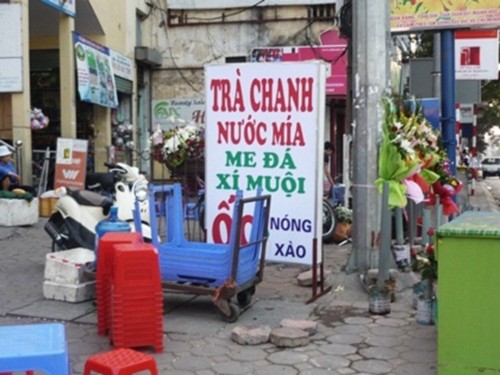 TRÀ CHANH
NƯỚC MÍA
ME ĐÁ
XÍ MUỘI
ỐC NÓNG
XÀO